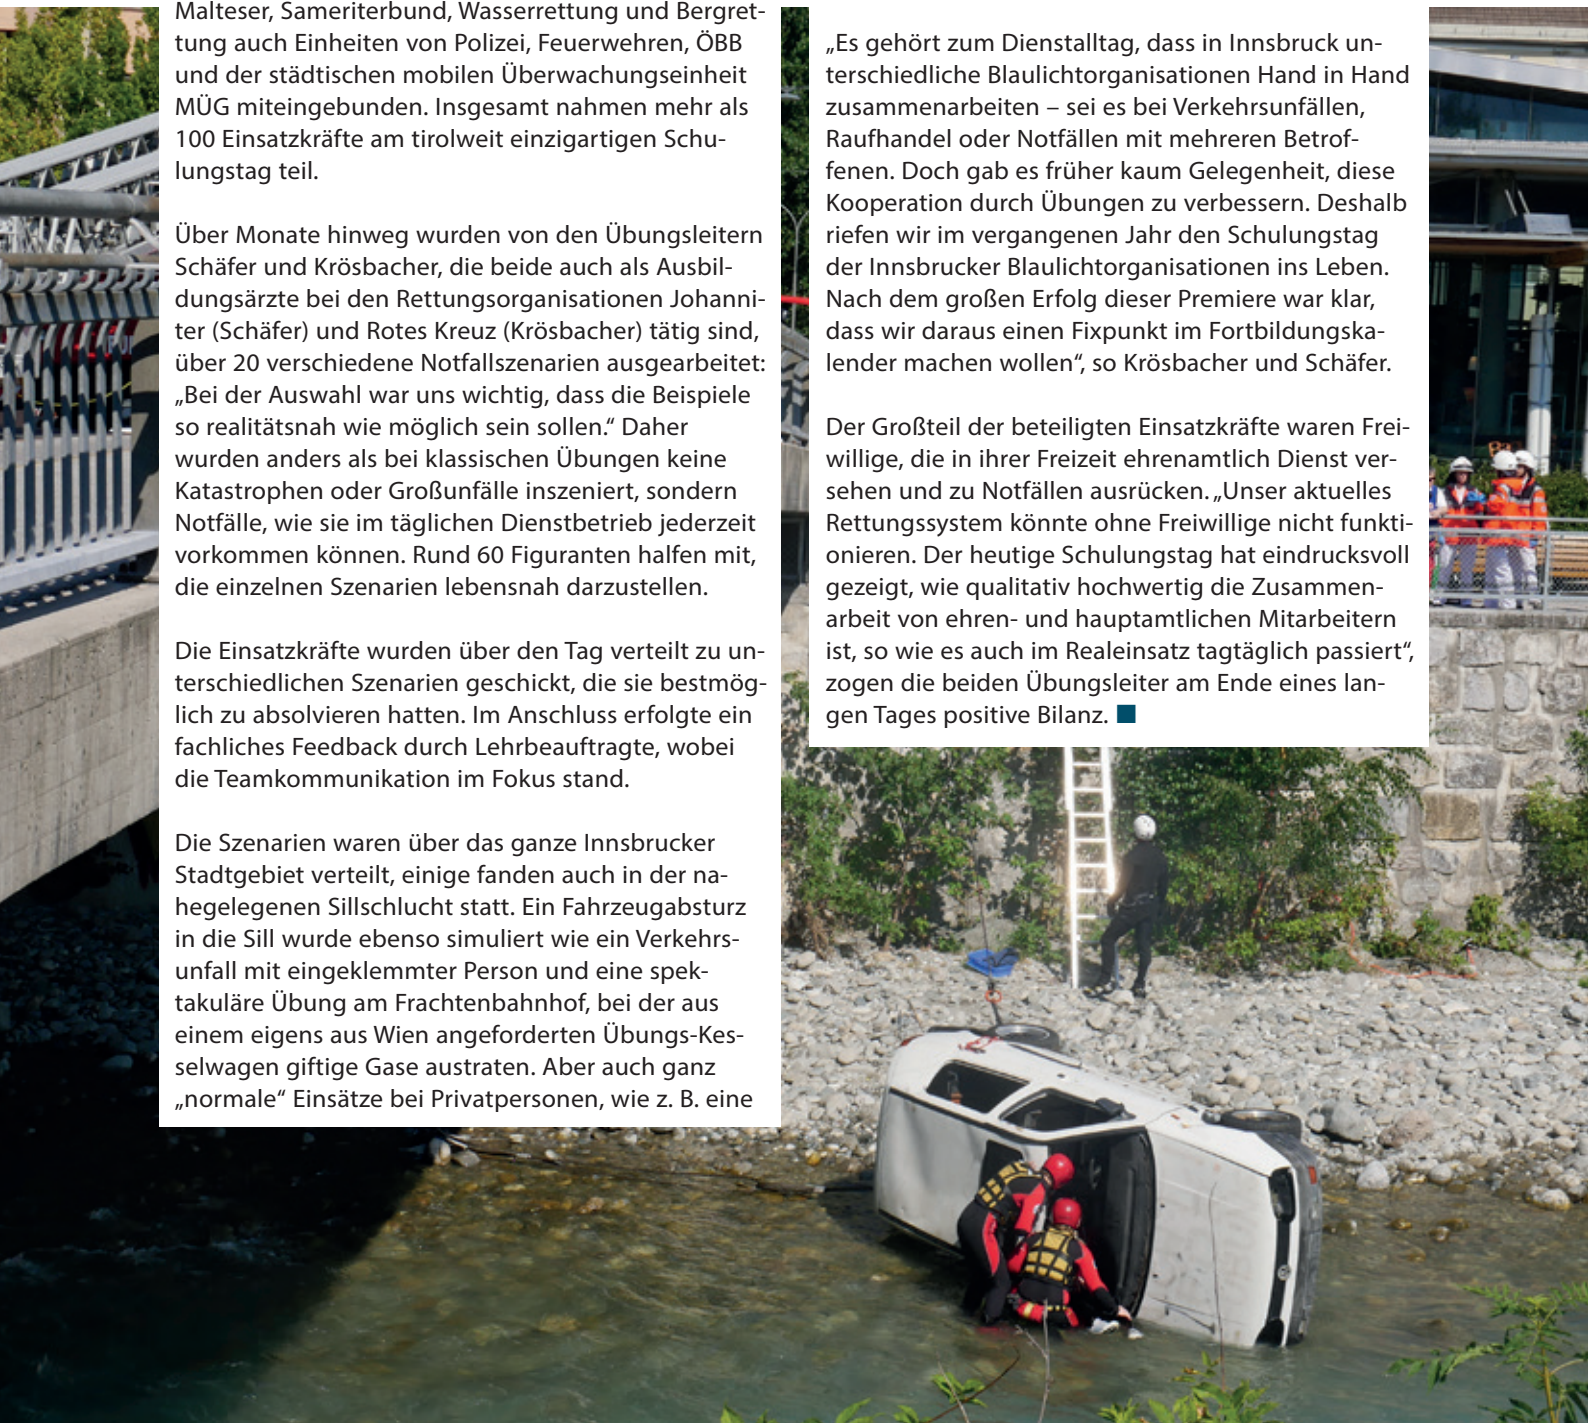 Malteser, Sameriterbund, Wasserrettung und Bergret-
tung auch Einheiten von Polizei, Feuerwehren, ÖBB
und der städtischen mobilen Überwachungseinheit
MÜG miteingebunden. Insgesamt nahmen mehr als
100 Einsatzkräfte am tirolweit einzigartigen Schu-
lungstag teil.

Über Monate hinweg wurden von den Übungsleitern
Schäfer und Krösbacher, die beide auch als Ausbil-
dungsärzte bei den Rettungsorganisationen Johanni-
ter (Schäfer) und Rotes Kreuz (Krösbacher) tätig sind,
über 20 verschiedene Notfallszenarien ausgearbeitet:
„Bei der Auswahl war uns wichtig, dass die Beispiele
so realitätsnah wie möglich sein sollen.“ Daher
wurden anders als bei klassischen Übungen keine
Katastrophen oder Großunfälle inszeniert, sondern
Notfälle, wie sie im täglichen Dienstbetrieb jederzeit
vorkommen können. Rund 60 Figuranten halfen mit,
die einzelnen Szenarien lebensnah darzustellen.

Die Einsatzkräfte wurden über den Tag verteilt zu un-
terschiedlichen Szenarien geschickt, die sie bestmög-
lich zu absolvieren hatten. Im Anschluss erfolgte ein
fachliches Feedback durch Lehrbeauftragte, wobei
die Teamkommunikation im Fokus stand.

Die Szenarien waren über das ganze Innsbrucker
Stadtgebiet verteilt, einige fanden auch in der na-
hegelegenen Sillschlucht statt. Ein Fahrzeugabsturz
in die Sill wurde ebenso simuliert wie ein Verkehrs-
unfall mit eingeklemmter Person und eine spek-
takuläre Übung am Frachtenbahnhof, bei der aus
einem eigens aus Wien angeforderten Übungs-Kes-
selwagen giftige Gase austraten. Aber auch ganz
„normale“ Einsätze bei Privatpersonen, wie z. B. eine

„Es gehört zum Dienstalltag, dass in Innsbruck un-
terschiedliche Blaulichtorganisationen Hand in Hand
zusammenarbeiten – sei es bei Verkehrsunfällen,
Raufhandel oder Notfällen mit mehreren Betrof-
fenen. Doch gab es früher kaum Gelegenheit, diese
Kooperation durch Übungen zu verbessern. Deshalb
riefen wir im vergangenen Jahr den Schulungstag
der Innsbrucker Blaulichtorganisationen ins Leben.
Nach dem großen Erfolg dieser Premiere war klar,
dass wir daraus einen Fixpunkt im Fortbildungska-
lender machen wollen“, so Krösbacher und Schäfer.

Der Großteil der beteiligten Einsatzkräfte waren Frei-
willige, die in ihrer Freizeit ehrenamtlich Dienst ver-
sehen und zu Notfällen ausrücken. „Unser aktuelles
Rettungssystem könnte ohne Freiwillige nicht funkti-
onieren. Der heutige Schulungstag hat eindrucksvoll
gezeigt, wie qualitativ hochwertig die Zusammen-
arbeit von ehren- und hauptamtlichen Mitarbeitern
ist, so wie es auch im Realeinsatz tagtäglich passiert“,
zogen die beiden Übungsleiter am Ende eines lan-
gen Tages positive Bilanz. ■